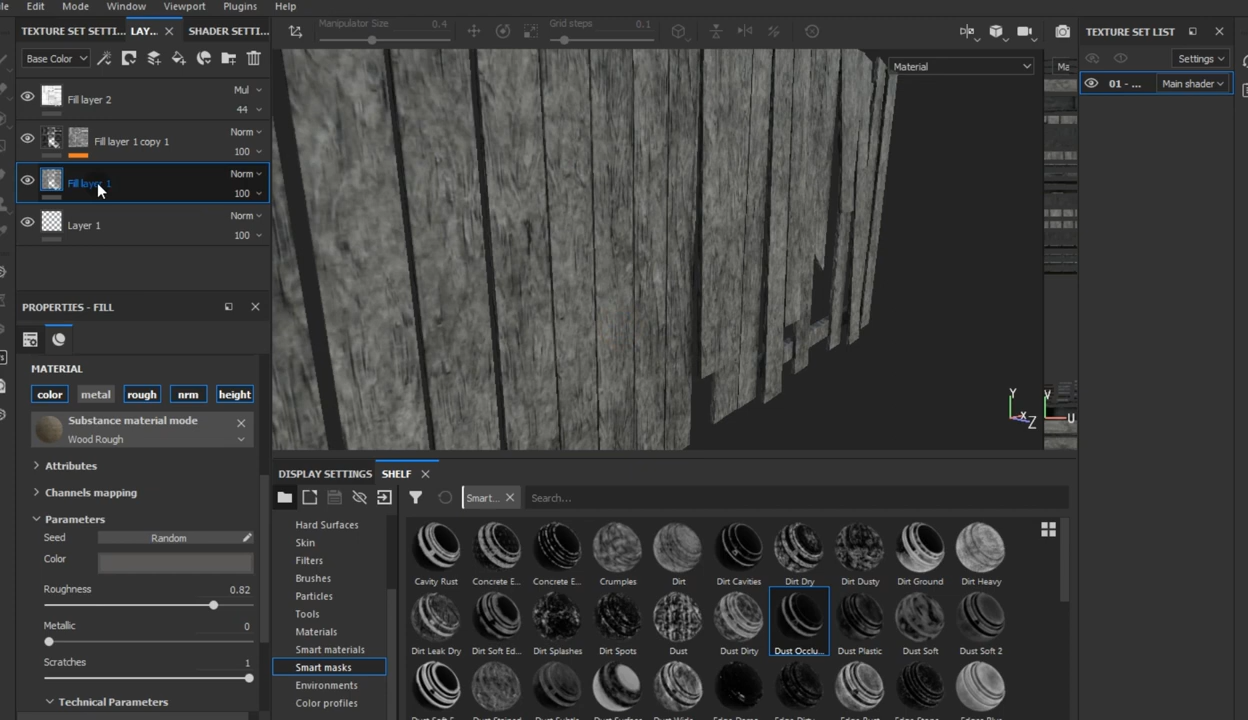 le Edit Mode Window Viewport Plugins Help
TEXTURE SET SETTI... LAY... SHADER SETTI...
Base Color
Fill layer 2 Mul
44
Fill layer 1 copy 1 Norm
100
Fill layer 1 Norm
100
Layer 1 Norm
100
PROPERTIES - FILL
MATERIAL
color metal rough nrm height
Substance material mode
Wood Rough
Attributes
Channels mapping
Parameters
Seed Random
Color
Roughness 0.82
Metallic 0
Scratches 1
Technical Parameters
Manipulator Size 0.4 Grid steps 0.1
Material Ma
Y
X
Z
V
U
DISPLAY SETTINGS SHELF
Smart... Search...
Hard Surfaces
Skin
Filters
Brushes
Particles
Tools
Materials
Smart materials
Smart masks
Environments
Color profiles
Cavity Rust Concrete E... Concrete E... Crumples Dirt Dirt Cavities Dirt Dry Dirt Dusty Dirt Ground Dirt Heavy
Dirt Leak Dry Dirt Soft Ed... Dirt Splashes Dirt Spots Dust Dust Dirty Dust Occlu... Dust Plastic Dust Soft Dust Soft 2
TEXTURE SET LIST
Settings
01 - ... Main shader